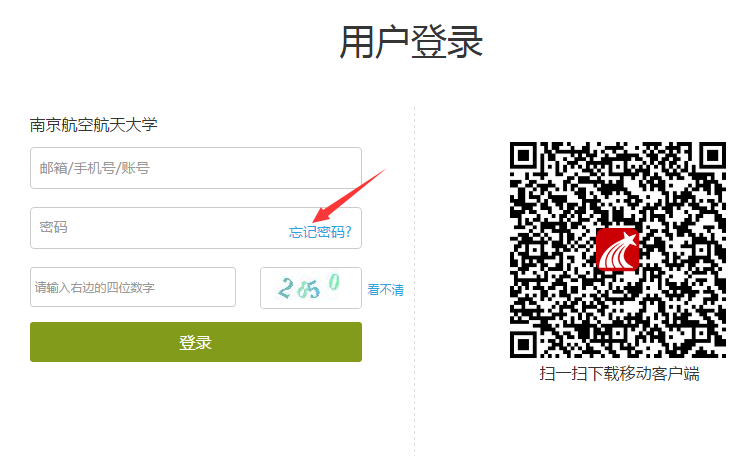 用户登录
南京航空航天大学
邮箱/手机号/账号
密码
忘记密码?
请输入右边的四位数字
2850
看不清
登录
扫一扫下载移动客户端